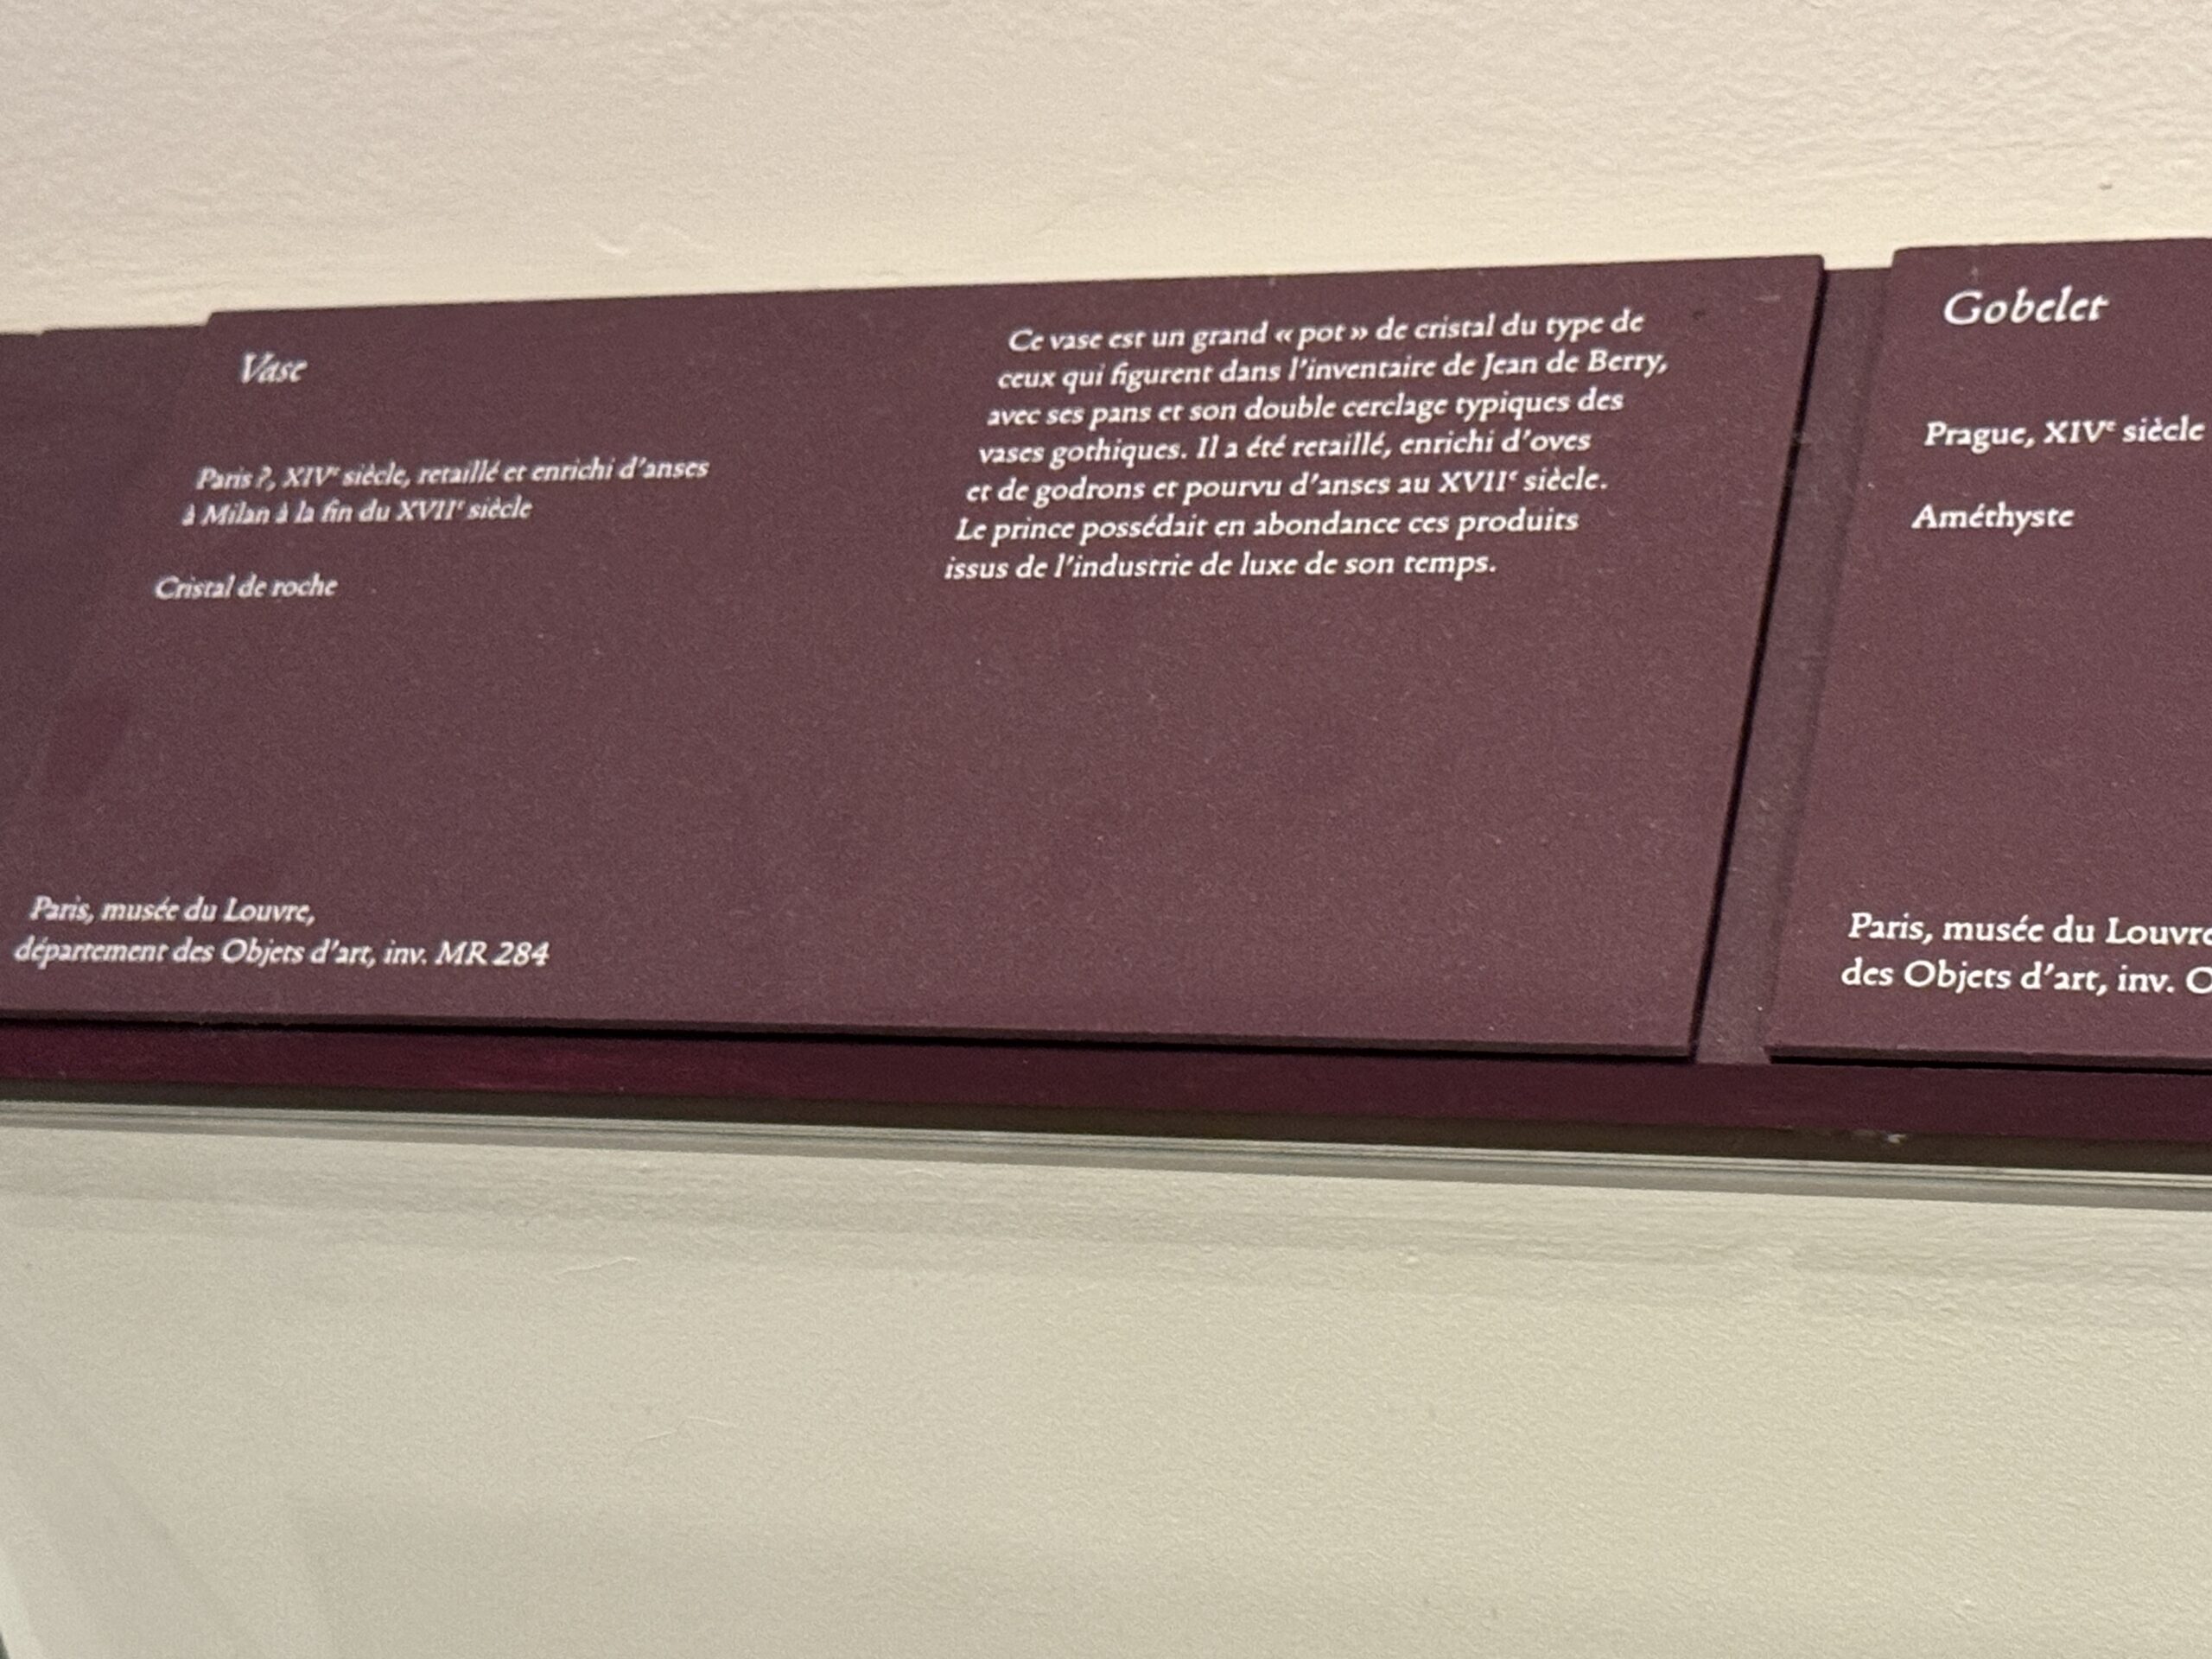 Vase
Paris ?, XIVe siècle, retaillé et enrichi d'anses
à Milan à la fin du XVIIe siècle
Cristal de roche
Paris, musée du Louvre,
département des Objets d'art, inv. MR 284
Ce vase est un grand « pot » de cristal du type de
ceux qui figurent dans l'inventaire de Jean de Berry,
avec ses pans et son double cerclage typiques des
vases gothiques. Il a été retaillé, enrichi d'oves
et de godrons et pourvu d'anses au XVIIe siècle.
Le prince possédait en abondance ces produits
issus de l'industrie de luxe de son temps.
Gobelet
Prague, XIVe siècle
Améthyste
Paris, musée du Louvre
des Objets d'art, inv. O